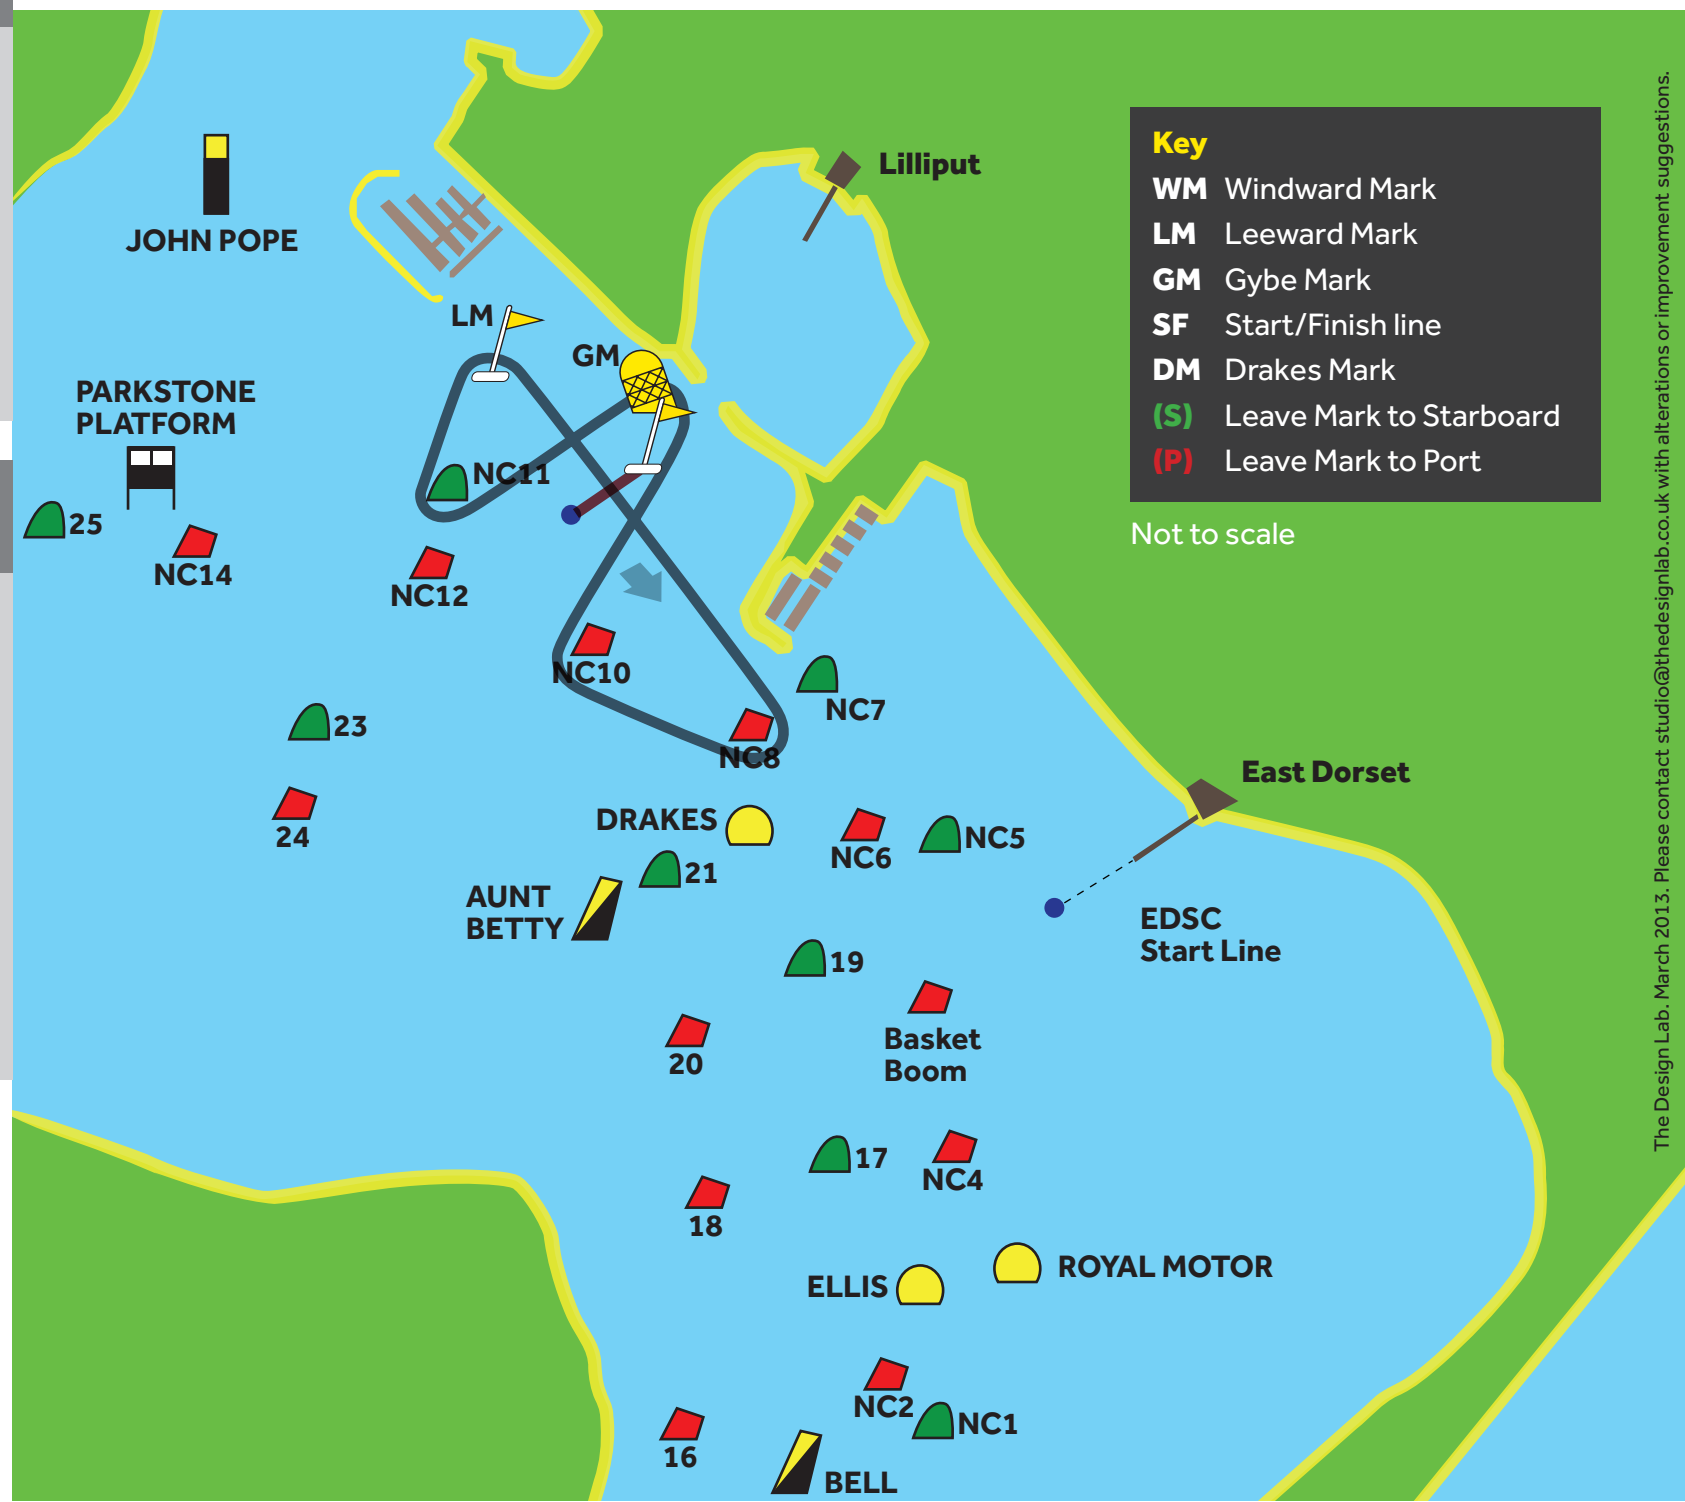 Lilliput
JOHN POPE
Key
WM Windward Mark
LM Leeward Mark
GM Gybe Mark
SF Start/Finish line
DM Drakes Mark
(S) Leave Mark to Starboard
(P) Leave Mark to Port
Not to scale
LM
GM
PARKSTONE
PLATFORM
NC11
25
NC14
NC12
NC10
NC7
23
NC8
East Dorset
24
DRAKES
NC6
NC5
21
AUNT
BETTY
EDSC
Start Line
19
20
Basket
Boom
17
NC4
18
ELLIS
ROYAL MOTOR
NC2
NC1
16
BELL
The Design Lab. March 2013. Please contact studio@thedesignlab.co.uk with alterations or improvement suggestions.